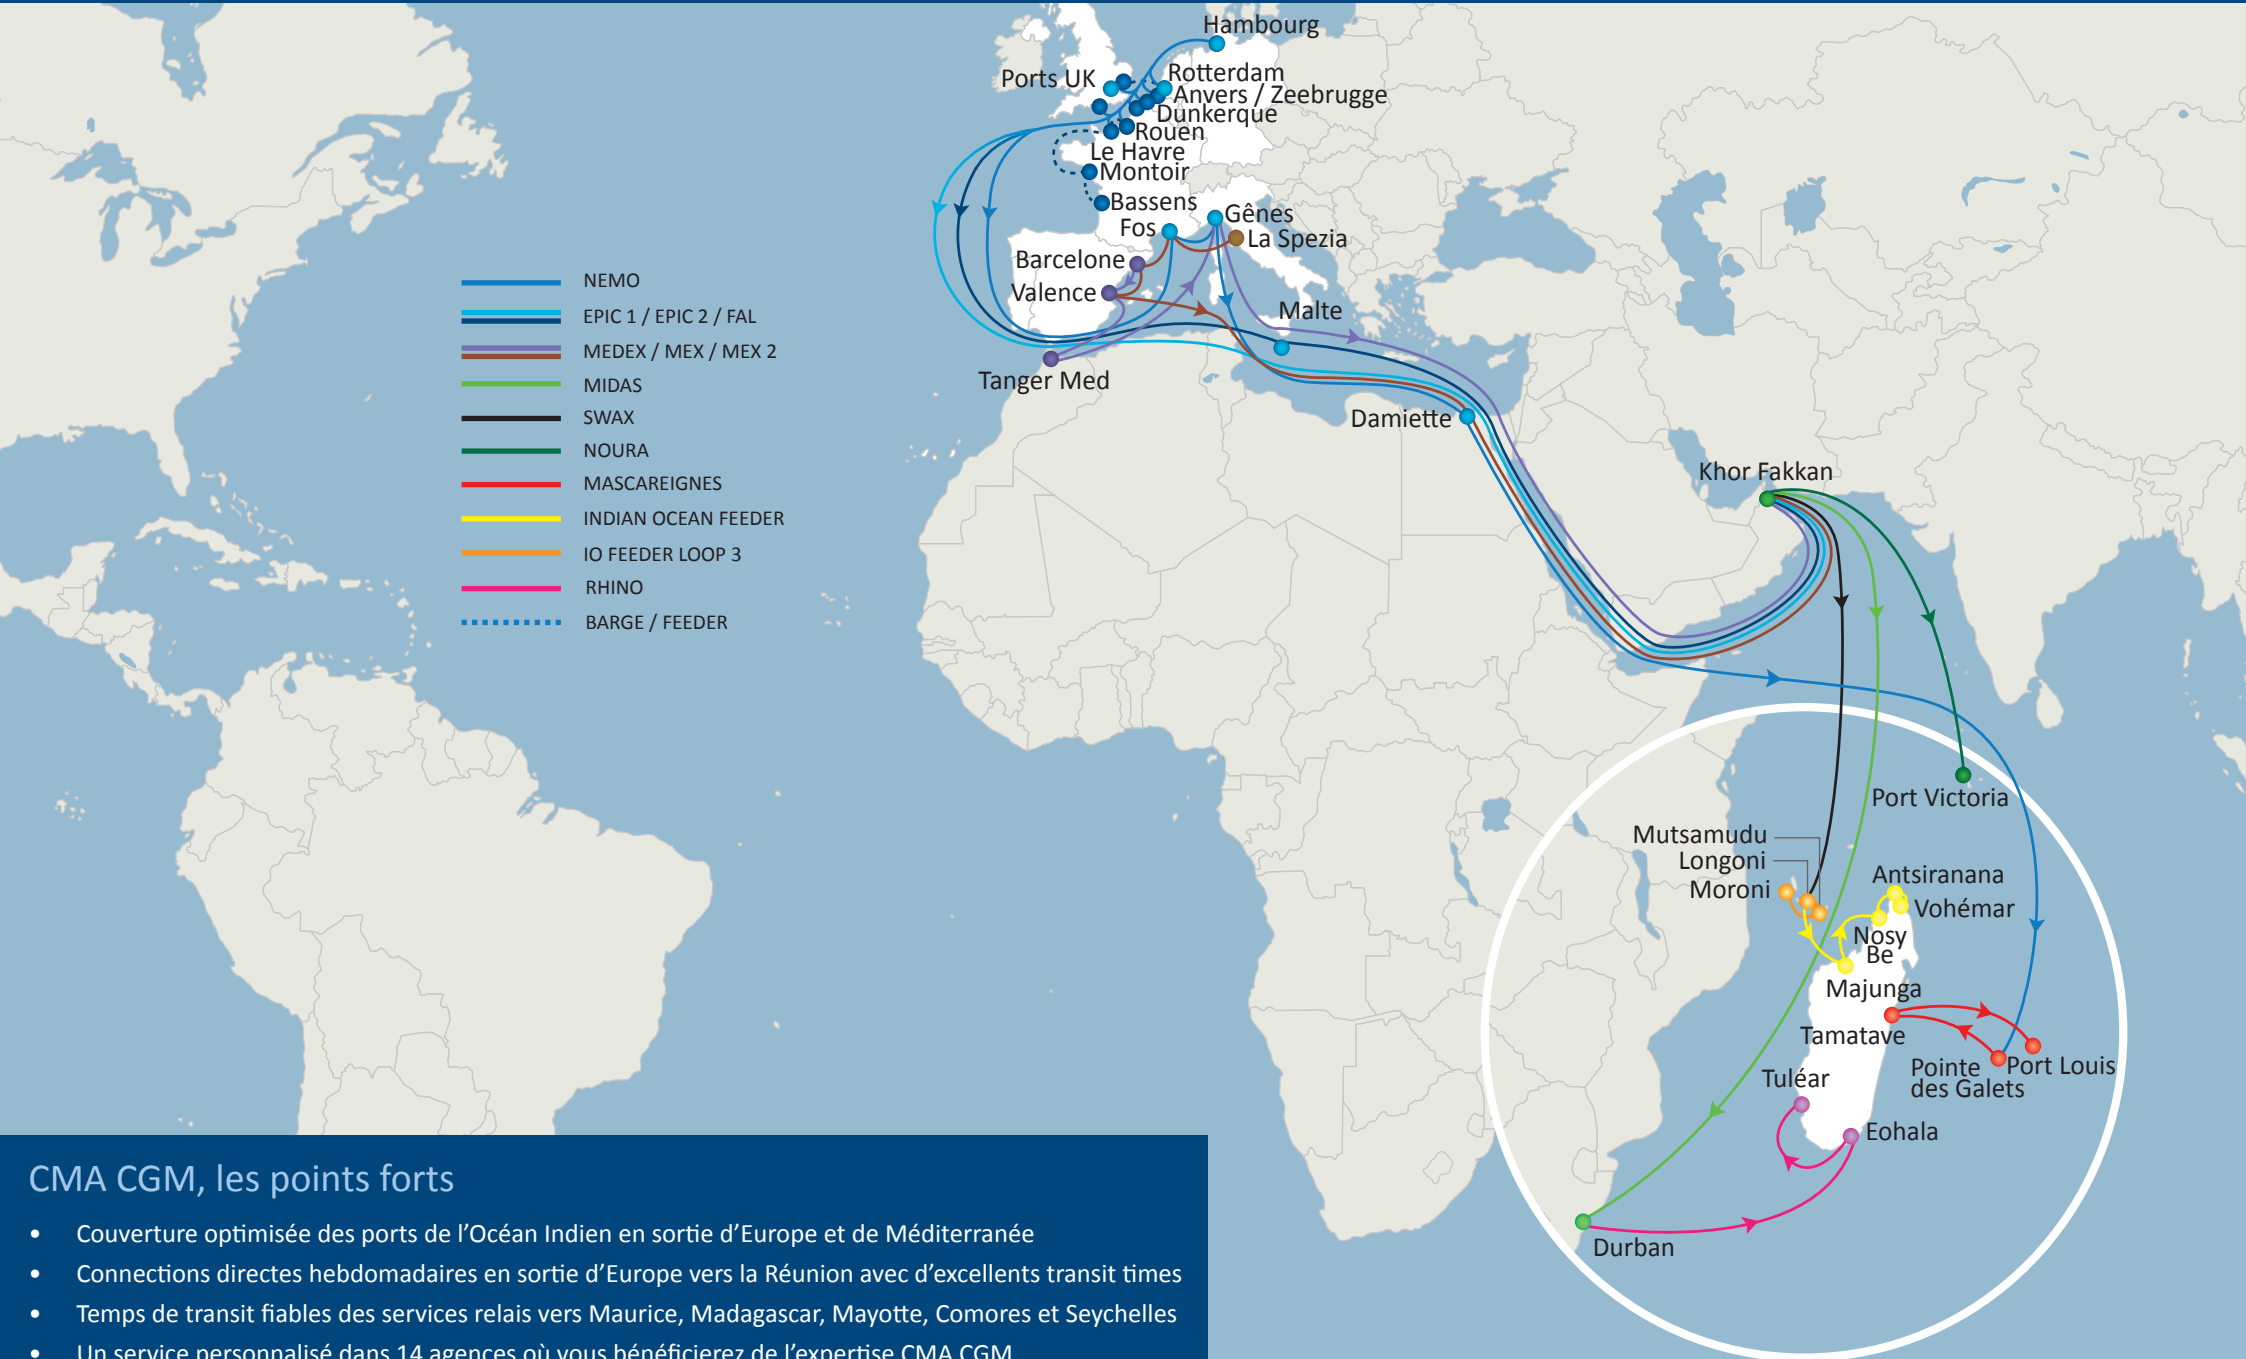 Hambourg
Ports UK
Rotterdam
Anvers / Zeebrugge
Dunkerque
Rouen
Le Havre
Montoir
Bassens
Gênes
Fos
La Spezia
Barcelone
Valence
Malte
Tanger Med
Damiette
Khor Fakkan
NEMO
EPIC 1 / EPIC 2 / FAL
MEDEX / MEX / MEX 2
MIDAS
SWAX
NOURA
MASCAREIGNES
INDIAN OCEAN FEEDER
IO FEEDER LOOP 3
RHINO
BARGE / FEEDER
Port Victoria
Mutsamudu
Longoni
Moroni
Antsiranana
Vohémar
Nosy
Be
Majunga
Tamatave
Pointe
des Galets
Port Louis
Tuléar
Eohala
Durban
CMA CGM, les points forts
• Couverture optimisée des ports de l'Océan Indien en sortie d'Europe et de Méditerranée
• Connections directes hebdomadaires en sortie d'Europe vers la Réunion avec d'excellents transit times
• Temps de transit fiables des services relais vers Maurice, Madagascar, Mayotte, Comores et Seychelles
• Un service personnalisé dans 14 agences où vous bénéficierez de l'expertise CMA CGM